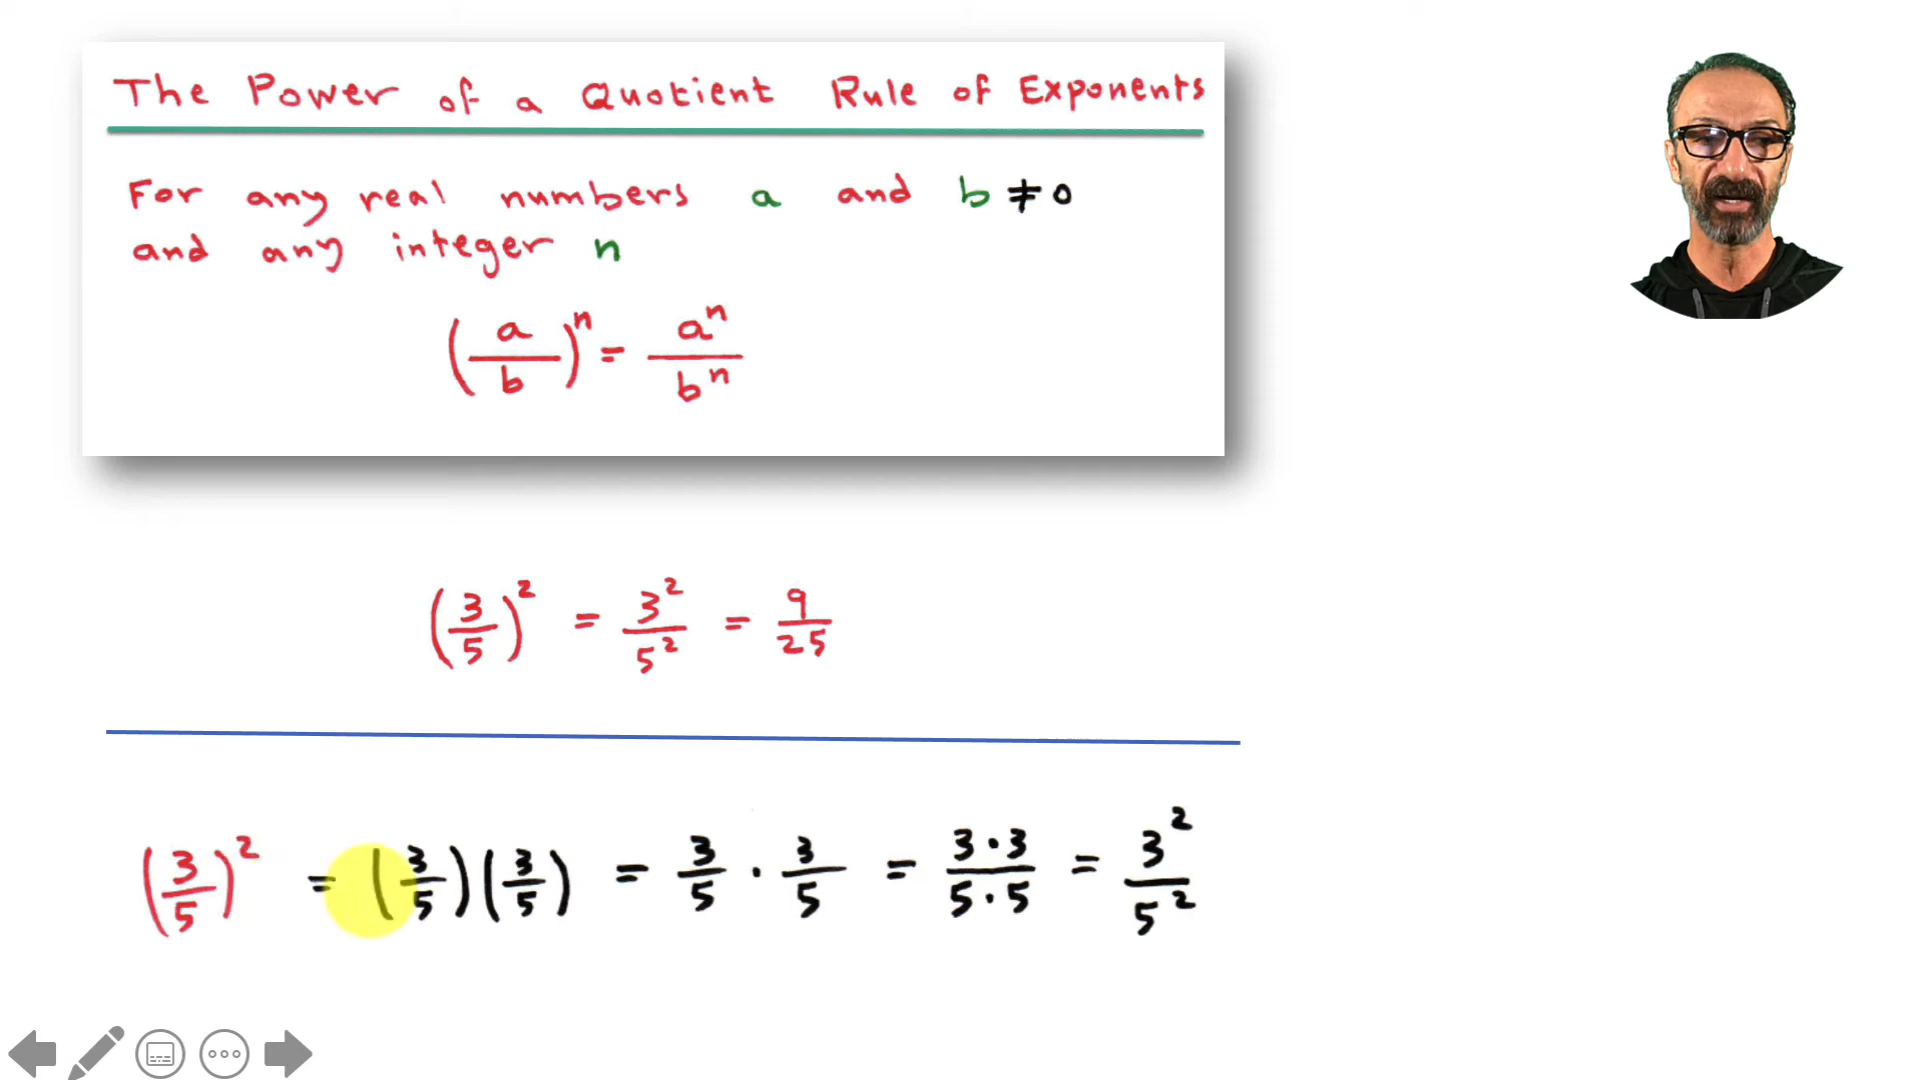 The Power of a Quotient Rule of Exponents
For any real numbers a and b ≠ 0
and any integer n
(a/b)^n = a^n/b^n
(3/5)^2 = 3^2/5^2 = 9/25
(3/5)^2 = (3/5)(3/5) = 3/5 · 3/5 = 3·3/5·5 = 3^2/5^2